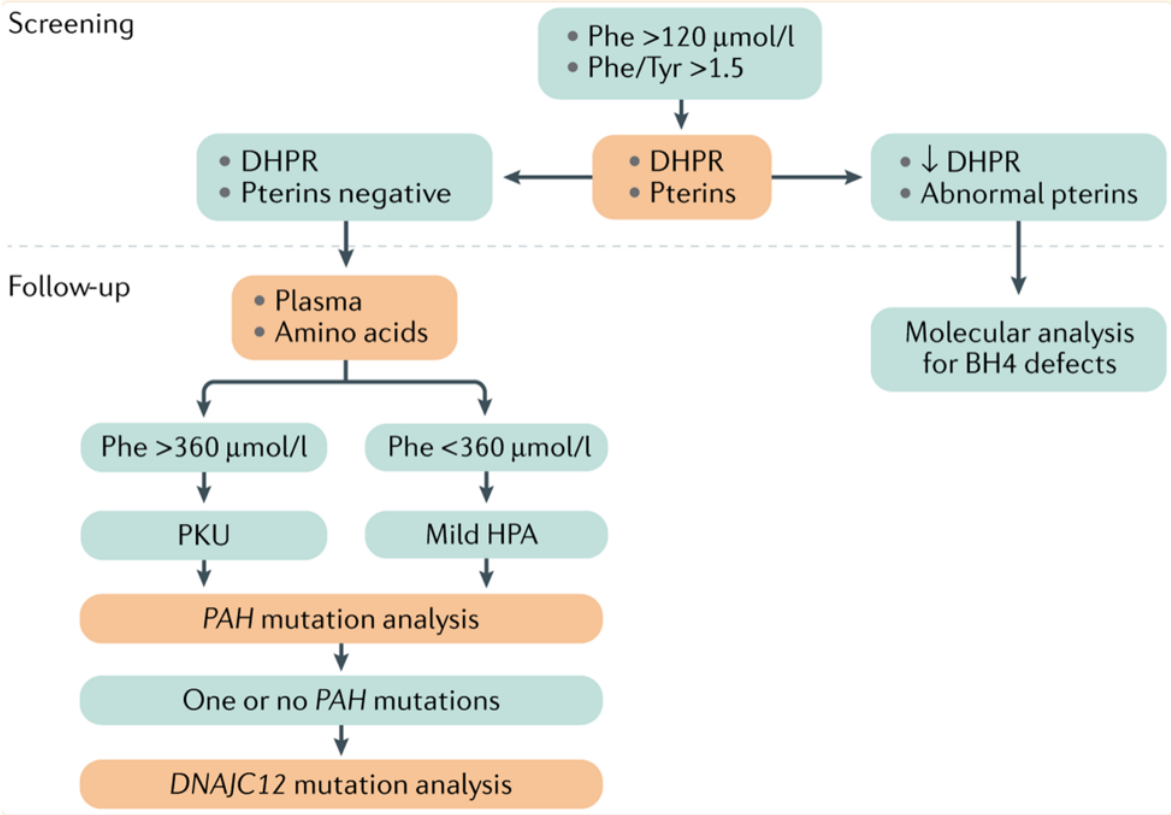 Screening
• Phe >120 μmol/l
• Phe/Tyr >1.5
• DHPR
• Pterins negative
• DHPR
• Pterins
• ↓ DHPR
• Abnormal pterins
Follow-up
• Plasma
• Amino acids
Molecular analysis
for BH4 defects
Phe >360 μmol/l
Phe <360 μmol/l
PKU
Mild HPA
PAH mutation analysis
One or no PAH mutations
DNAJC12 mutation analysis